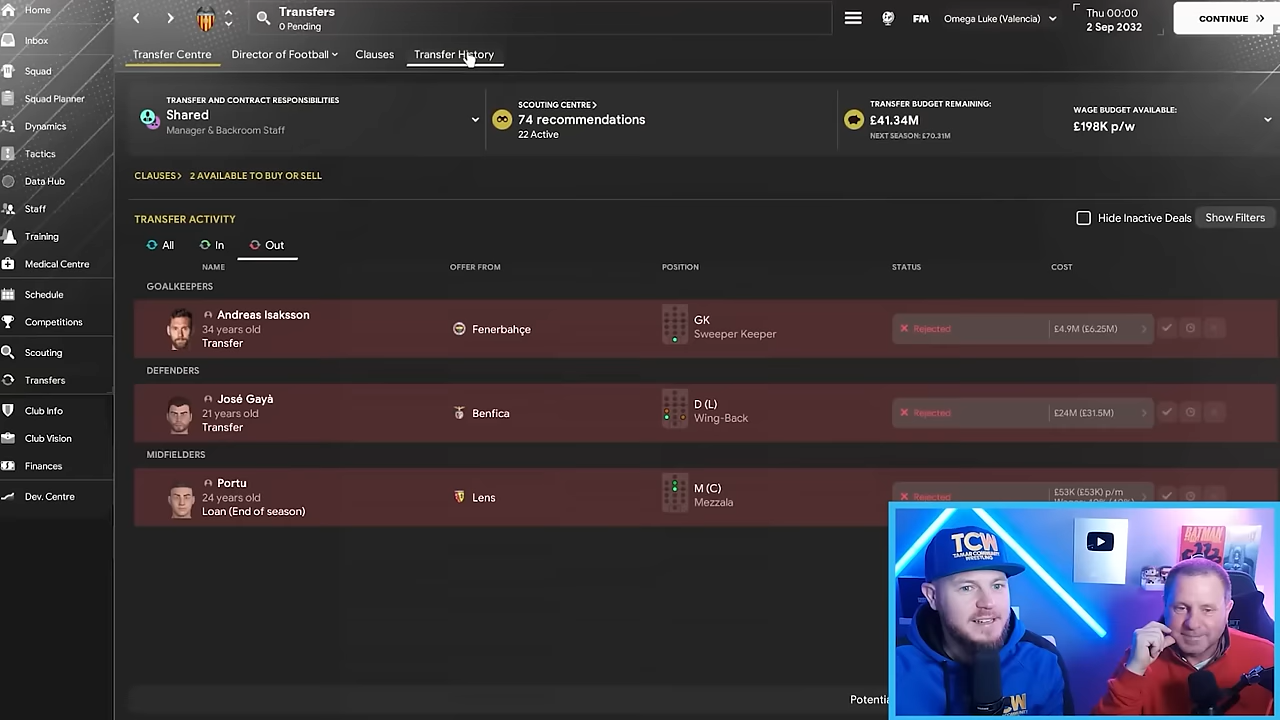 Home
Transfers
0 Pending
FM
Omega Luke (Valencia)
Thu 00:00
2 Sep 2032
CONTINUE
Inbox
Squad
Squad Planner
Dynamics
Tactics
Data Hub
Staff
Training
Medical Centre
Schedule
Competitions
Scouting
Transfers
Club Info
Club Vision
Finances
Dev. Centre
Transfer Centre
Director of Football
Clauses
Transfer History
TRANSFER AND CONTRACT RESPONSIBILITIES
Shared
Manager & Backroom Staff
SCOUTING CENTRE
74 recommendations
22 Active
TRANSFER BUDGET REMAINING:
£41.34M
NEXT SEASON: £70.31M
WAGE BUDGET AVAILABLE:
£198K p/w
CLAUSES 2 AVAILABLE TO BUY OR SELL
TRANSFER ACTIVITY
Hide Inactive Deals
Show Filters
All
In
Out
NAME OFFER FROM POSITION STATUS COST
GOALKEEPERS
Andreas Isaksson
34 years old
Transfer
Fenerbahçe
GK
Sweeper Keeper
Rejected
£4.9M (£6.25M)
DEFENDERS
José Gayà
21 years old
Transfer
Benfica
D (L)
Wing-Back
Rejected
£24M (£31.5M)
MIDFIELDERS
Portu
24 years old
Loan (End of season)
Lens
M (C)
Mezzala
Rejected
£53K (£53K) p/m
TCW
TAMAR COMMUNITY
WRESTLING
BATMAN